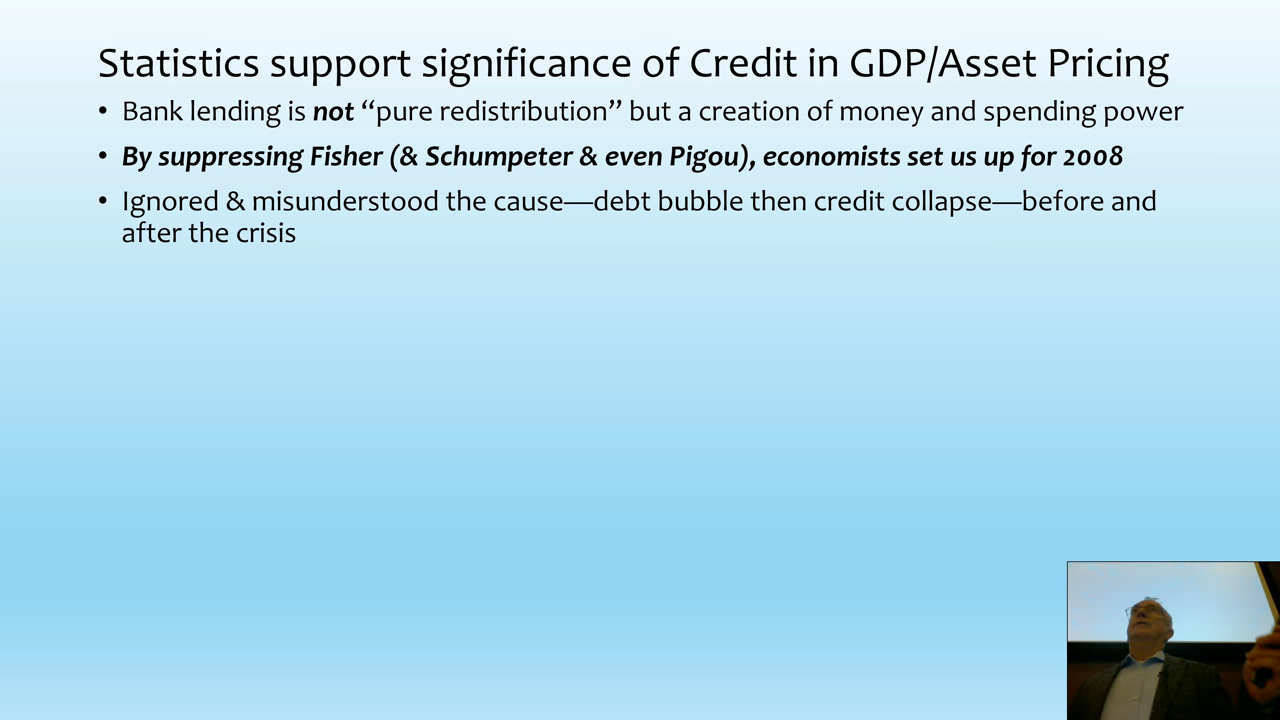 Statistics support significance of Credit in GDP/Asset Pricing
• Bank lending is not “pure redistribution” but a creation of money and spending power
• By suppressing Fisher (& Schumpeter & even Pigou), economists set us up for 2008
• Ignored & misunderstood the cause—debt bubble then credit collapse—before and
after the crisis